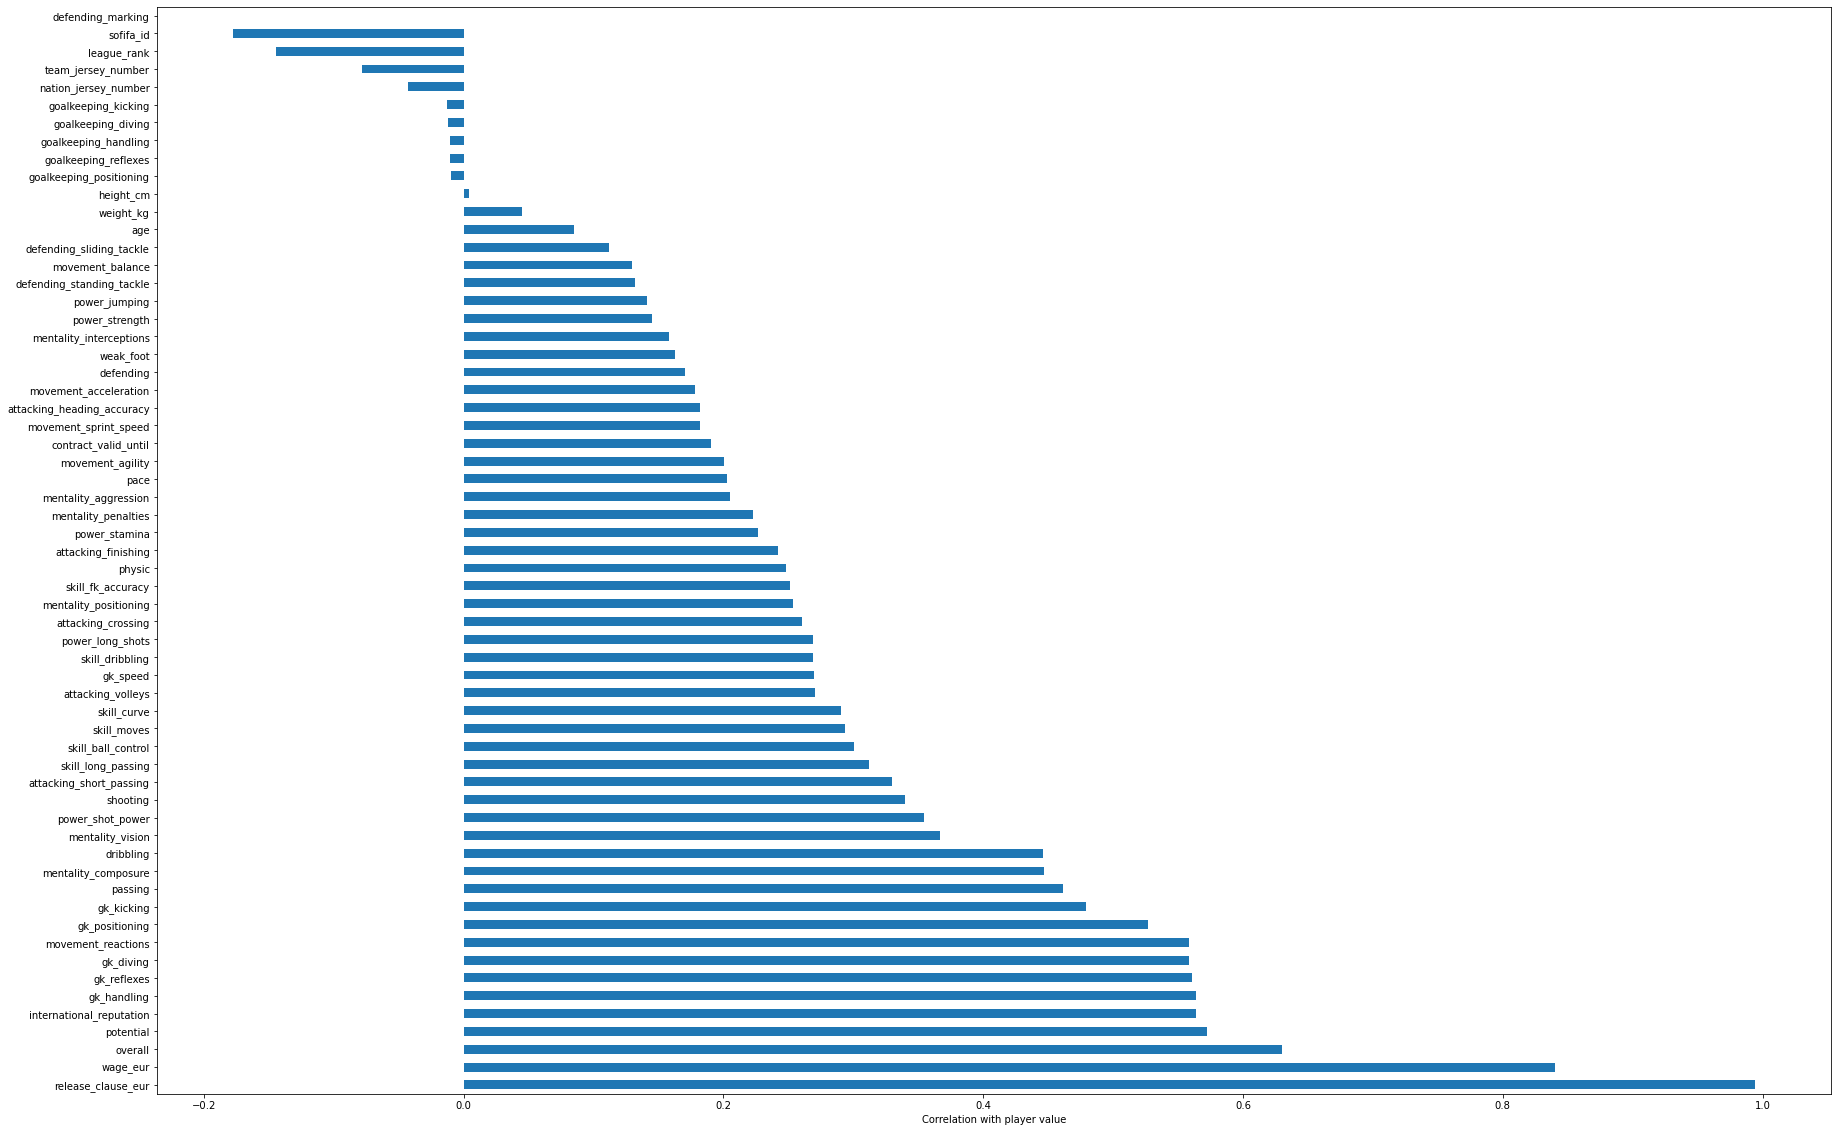 defending_marking
sofifa_id
league_rank
team_jersey_number
nation_jersey_number
goalkeeping_kicking
goalkeeping_diving
goalkeeping_handling
goalkeeping_reflexes
goalkeeping_positioning
height_cm
weight_kg
age
defending_sliding_tackle
movement_balance
defending_standing_tackle
power_jumping
power_strength
mentality_interceptions
weak_foot
defending
movement_acceleration
attacking_heading_accuracy
movement_sprint_speed
contract_valid_until
movement_agility
pace
mentality_aggression
mentality_penalties
power_stamina
attacking_finishing
physic
skill_fk_accuracy
mentality_positioning
attacking_crossing
power_long_shots
skill_dribbling
gk_speed
attacking_volleys
skill_curve
skill_moves
skill_ball_control
skill_long_passing
attacking_short_passing
shooting
power_shot_power
mentality_vision
dribbling
mentality_composure
passing
gk_kicking
gk_positioning
movement_reactions
gk_diving
gk_reflexes
gk_handling
international_reputation
potential
overall
wage_eur
release_clause_eur
−0.2 0.0 0.2 0.4 0.6 0.8 1.0
Correlation with player value